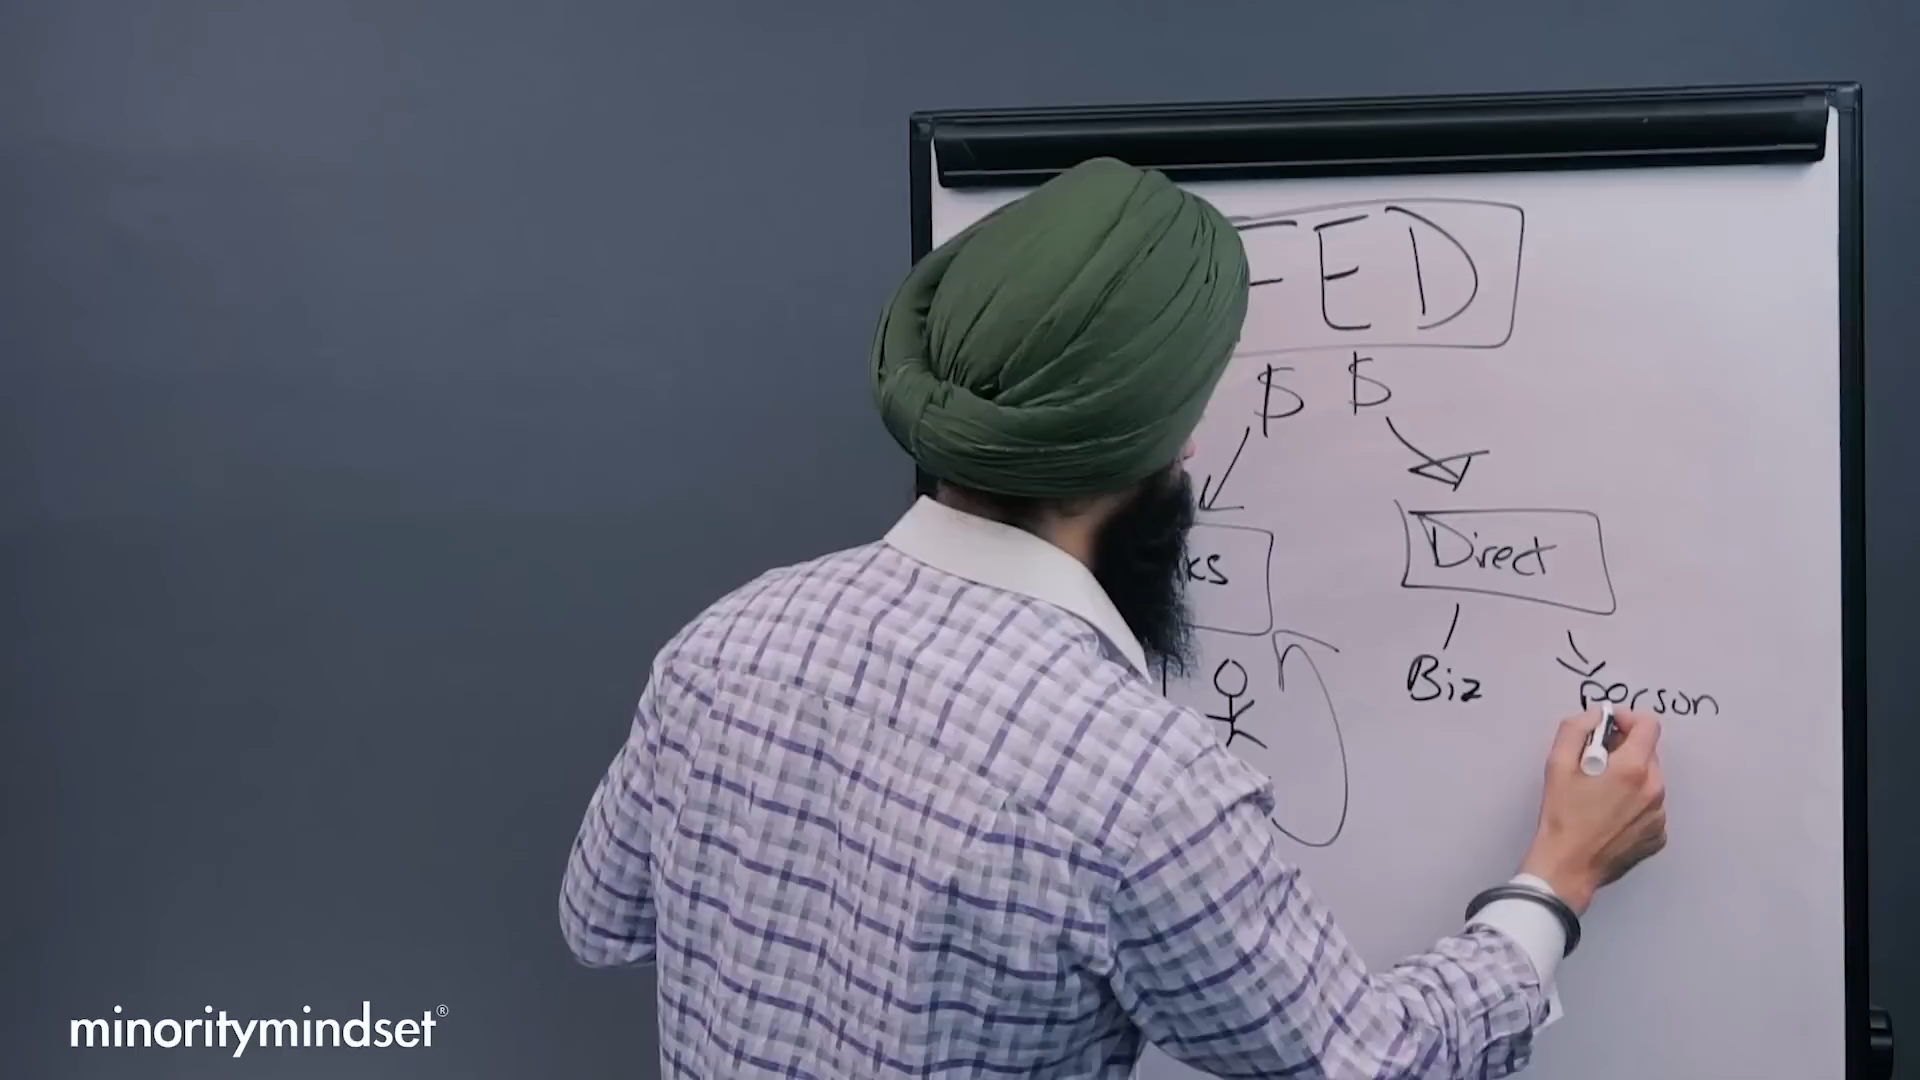 FED
$ $
Direct
Biz person
minoritymindset®